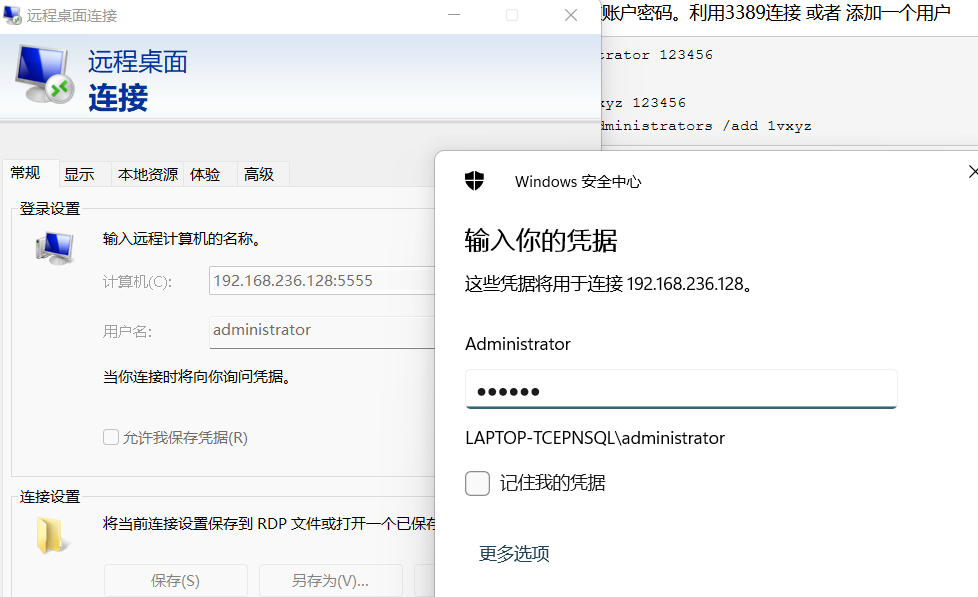 远程桌面连接
远程桌面
连接
常规 显示 本地资源 体验 高级
登录设置
输入远程计算机的名称。
计算机(C): 192.168.236.128:5555
用户名: administrator
当你连接时将向你询问凭据。
允许我保存凭据(R)
连接设置
将当前连接设置保存到 RDP 文件或打开一个已保存
保存(S) 另存为(V)...
账户密码。利用3389连接 或者 添加一个用户
trator 123456
xyz 123456
dministrators /add 1vxyz
Windows 安全中心
输入你的凭据
这些凭据将用于连接 192.168.236.128。
Administrator
●●●●●●
LAPTOP-TCEPNSQL\administrator
记住我的凭据
更多选项